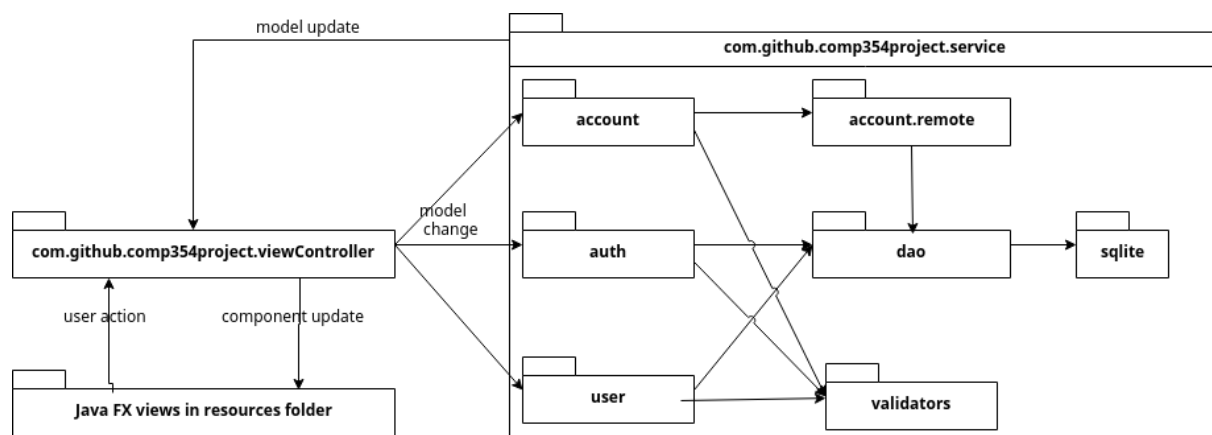 model update
com.github.comp354project.service
account
account.remote
model
change
com.github.comp354project.viewController
auth
dao
sqlite
user action
component update
Java FX views in resources folder
user
validators